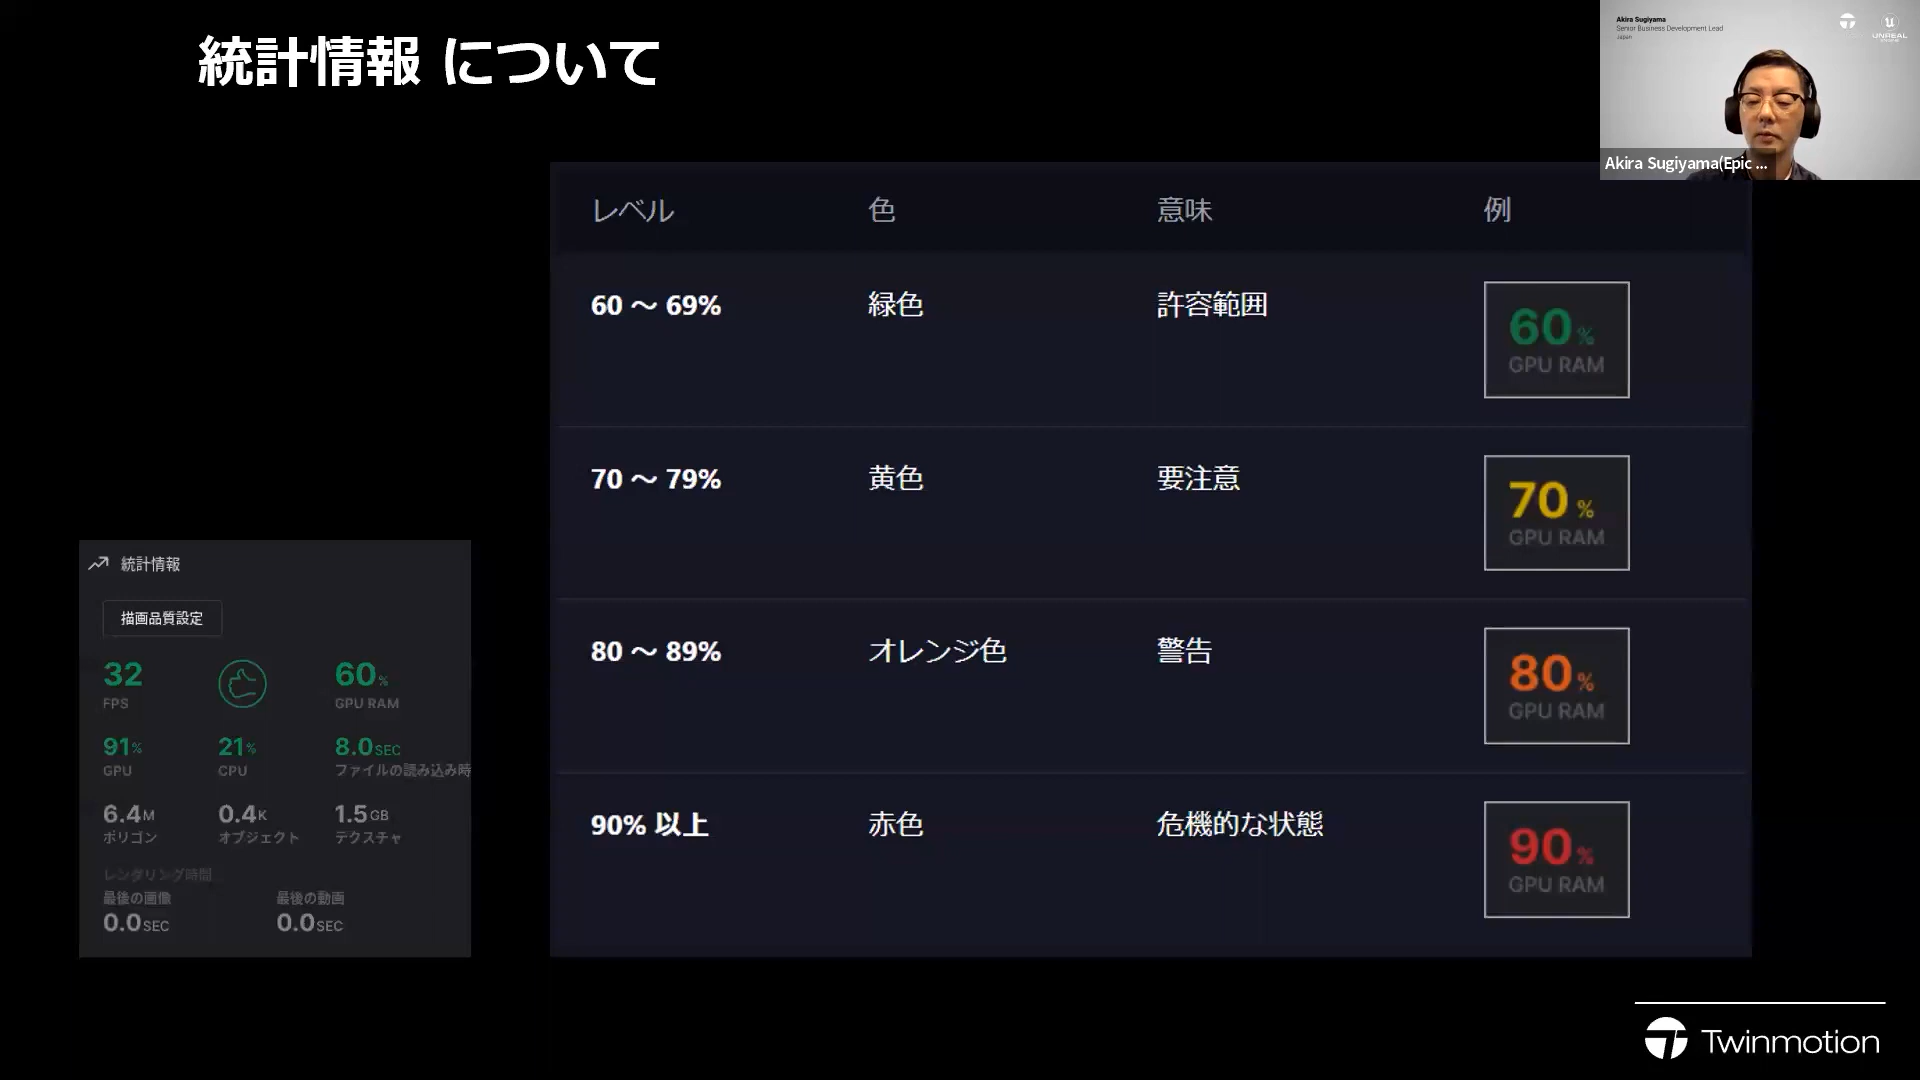 統計情報 について
Akira Sugiyama
Senior Business Development Lead
Japan
UNREAL
Akira Sugiyama(Epic ...
レベル 色 意味 例
60 ～ 69% 緑色 許容範囲 60%
GPU RAM
70 ～ 79% 黄色 要注意 70%
GPU RAM
80 ～ 89% オレンジ色 警告 80%
GPU RAM
90% 以上 赤色 危機的な状態 90%
GPU RAM
統計情報
描画品質設定
32 60%
FPS GPU RAM
91% 21% 8.0SEC
GPU CPU ファイルの読み込み時
6.4M 0.4K 1.5GB
ポリゴン オブジェクト テクスチャ
レンダリング時間
最後の画像 最後の動画
0.0SEC 0.0SEC
Twinmotion